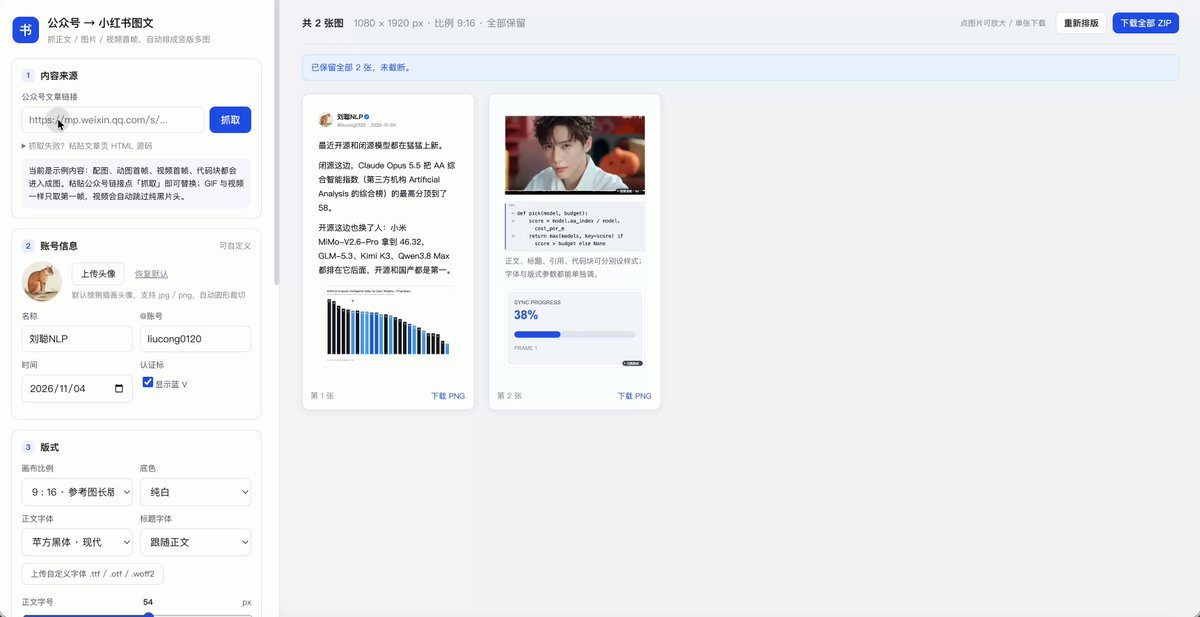 书
公众号 → 小红书图文
抓正文 / 图片 / 视频首帧，自动排成竖版多图
1 内容来源
公众号文章链接
https://mp.weixin.qq.com/s/...
抓取
抓取失败？粘贴文章页 HTML 源码
当前是示例内容：配图、动图首帧、视频首帧、代码块都会
进入成图。粘贴公众号链接点「抓取」即可替换；GIF 与视频
一样只取第一帧，视频会自动跳过纯黑片头。
2 账号信息
可自定义
上传头像
恢复默认
默认猞猁插画头像，支持 jpg / png，自动圆形裁切
名称
@账号
刘聪NLP
liucong0120
时间
认证标
2026/11/04
显示蓝 V
3 版式
画布比例
底色
9 : 16 · 参考图长版
纯白
正文字体
标题字体
苹方黑体 · 现代
跟随正文
上传自定义字体 .ttf / .otf / .woff2
正文字号
54
px
共 2 张图
1080 × 1920 px · 比例 9:16 · 全部保留
点图片可放大 / 单张下载
重新排版
下载全部 ZIP
已保留全部 2 张，未截断。
刘聪NLP
@liucong0120 · 2026-11-04
最近开源和闭源模型都在猛猛上新。
闭源这边，Claude Opus 5.5 把 AA 综
合智能指数（第三方机构 Artificial
Analysis 的综合榜）的最高分顶到了
58。
开源这边也换了人：小米
MiMo-V2.6-Pro 拿到 46.32，
GLM-5.3、Kimi K3、Qwen3.8 Max
都排在它后面，开源和国产都是第一。
第 1 张
下载 PNG
def pick(model, budget):
score = model.aa_index / model.
cost_per_m
return max(models, key=score) if
score > budget else None
正文、标题、引用、代码块可分别设样式；
字体与版式参数都能单独调。
SYNC PROGRESS
38%
FRAME 1
第 2 张
下载 PNG